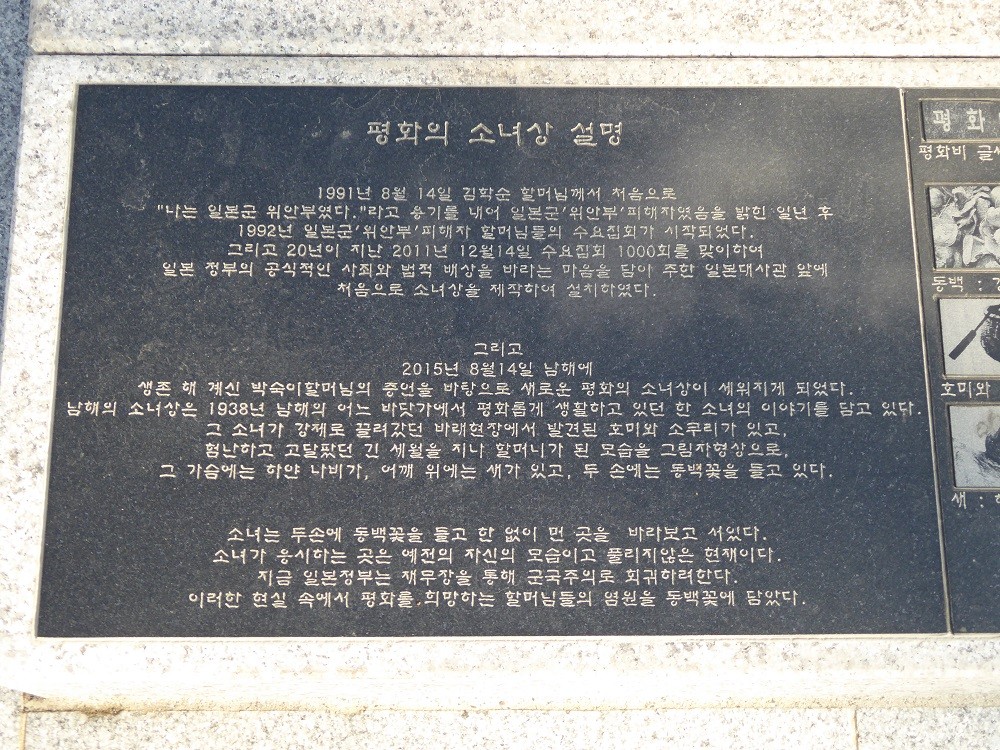 평화의 소녀상 설명
1991년 8월 14일 김학순 할머님께서 처음으로
"나는 일본군 위안부였다."라고 용기를 내어 일본군'위안부'피해자였음을 밝힌 일년 후
1992년 일본군'위안부'피해자 할머님들의 수요집회가 시작되었다.
그리고 20년이 지난 2011년 12월14일 수요집회 1000회를 맞이하여
일본 정부의 공식적인 사죄와 법적 배상을 바라는 마음을 담아 주한 일본대사관 앞에
처음으로 소녀상을 제작하여 설치하였다.
그리고
2015년 8월14일 남해에
생존 해 계신 박숙이할머님의 증언을 바탕으로 새로운 평화의 소녀상이 세워지게 되었다.
남해의 소녀상은 1938년 남해의 어느 바닷가에서 평화롭게 생활하고 있던 한 소녀의 이야기를 담고 있다.
그 소녀가 강제로 끌려갔던 바래현장에서 발견된 호미와 소쿠리가 있고,
험난하고 고달팠던 긴 세월을 지나 할머니가 된 모습을 그림자형상으로,
그 가슴에는 하얀 나비가, 어깨 위에는 새가 있고, 두 손에는 동백꽃을 들고 있다.
소녀는 두손에 동백꽃을 들고 한 없이 먼 곳을 바라보고 서있다.
소녀가 응시하는 곳은 예전의 자신의 모습이고 풀리지않은 현재이다.
지금 일본정부는 재무장을 통해 군국주의로 회귀하려한다.
이러한 현실 속에서 평화를 희망하는 할머님들의 염원을 동백꽃에 담았다.
평화
평화비
동백 :
호미와
새 :